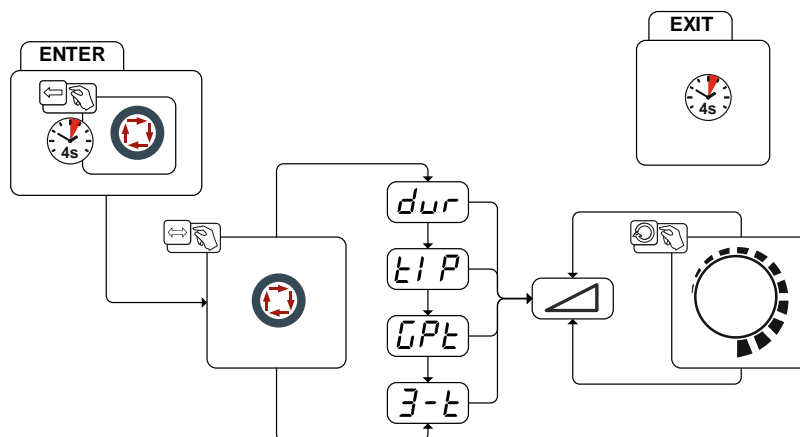 EXIT
ENTER
4s
4s
dur
tIP
GPt
3-t